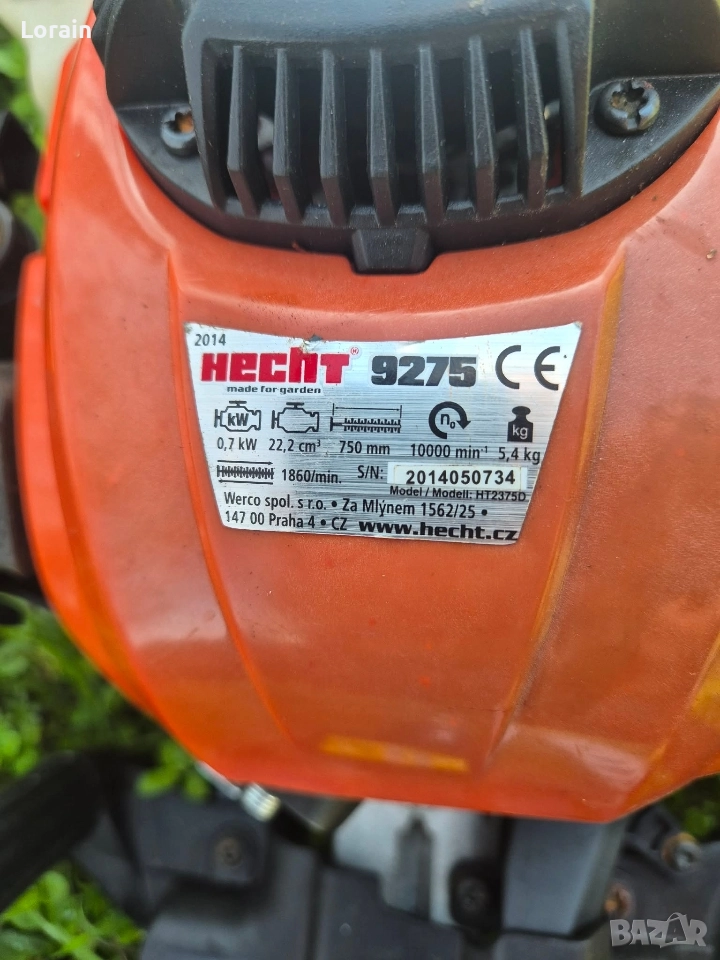 Lorain
2014
HECHT® 9275 CE
made for garden
kW n₀ kg
0,7 kW 22,2 cm³ 750 mm 10000 min⁻¹ 5,4 kg
1860/min. S/N: 2014050734
Model / Modell: HT2375D
Werco spol. s r.o. • Za Mlýnem 1562/25 •
147 00 Praha 4 • CZ www.hecht.cz
BAZAR